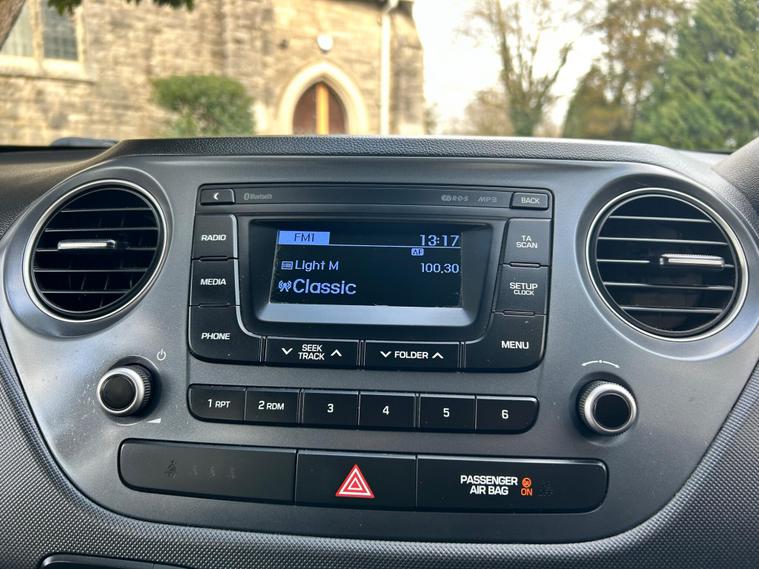 Bluetooth
RDS MP3
BACK
RADIO
FM1 13:17
AF
TA
SCAN
Light M 100,30
MEDIA
Classic
SETUP
CLOCK
PHONE
SEEK
TRACK
FOLDER
MENU
1 RPT
2 RDM
3
4
5
6
PASSENGER
AIR BAG ON
OFF